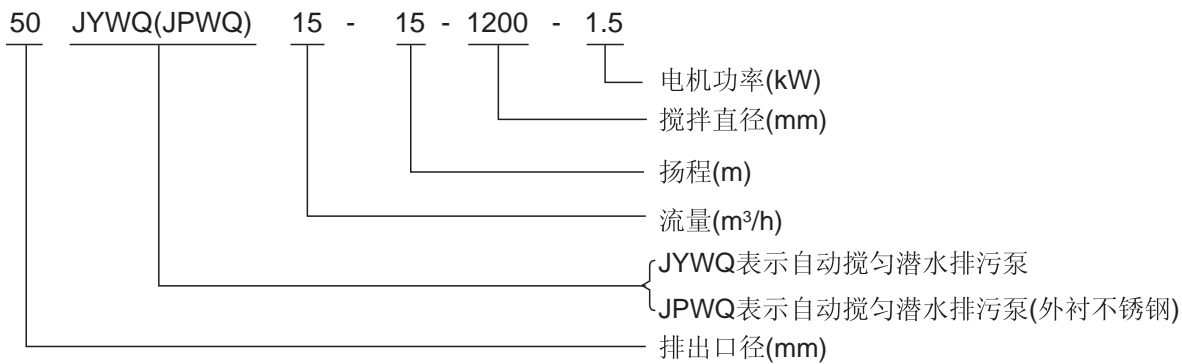 50 JYWQ(JPWQ) 15 - 15 - 1200 - 1.5
电机功率(kW)
搅拌直径(mm)
扬程(m)
流量(m³/h)
JYWQ表示自动搅匀潜水排污泵
JPWQ表示自动搅匀潜水排污泵(外衬不锈钢)
排出口径(mm)